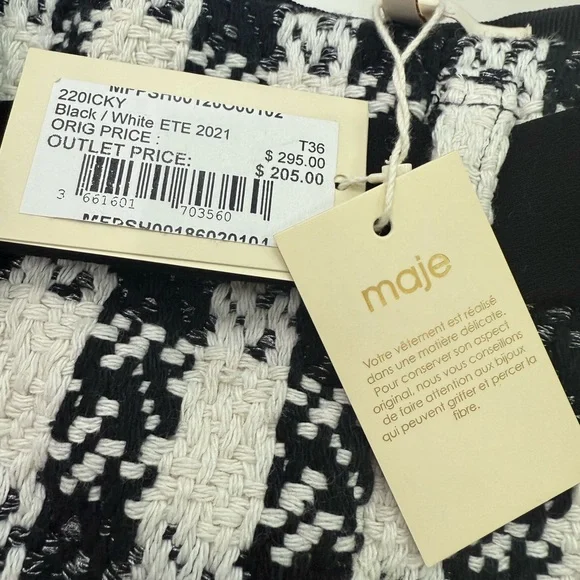 220ICKY
Black / White ETE 2021 T36
ORIG PRICE : $ 295.00
OUTLET PRICE: $ 205.00
3 661601 703560
maje
Votre vêtement est réalisé
dans une matière délicate.
Pour conserver son aspect
original, nous vous conseillons
de faire attention aux bijoux
qui peuvent griffer et percer la
fibre.